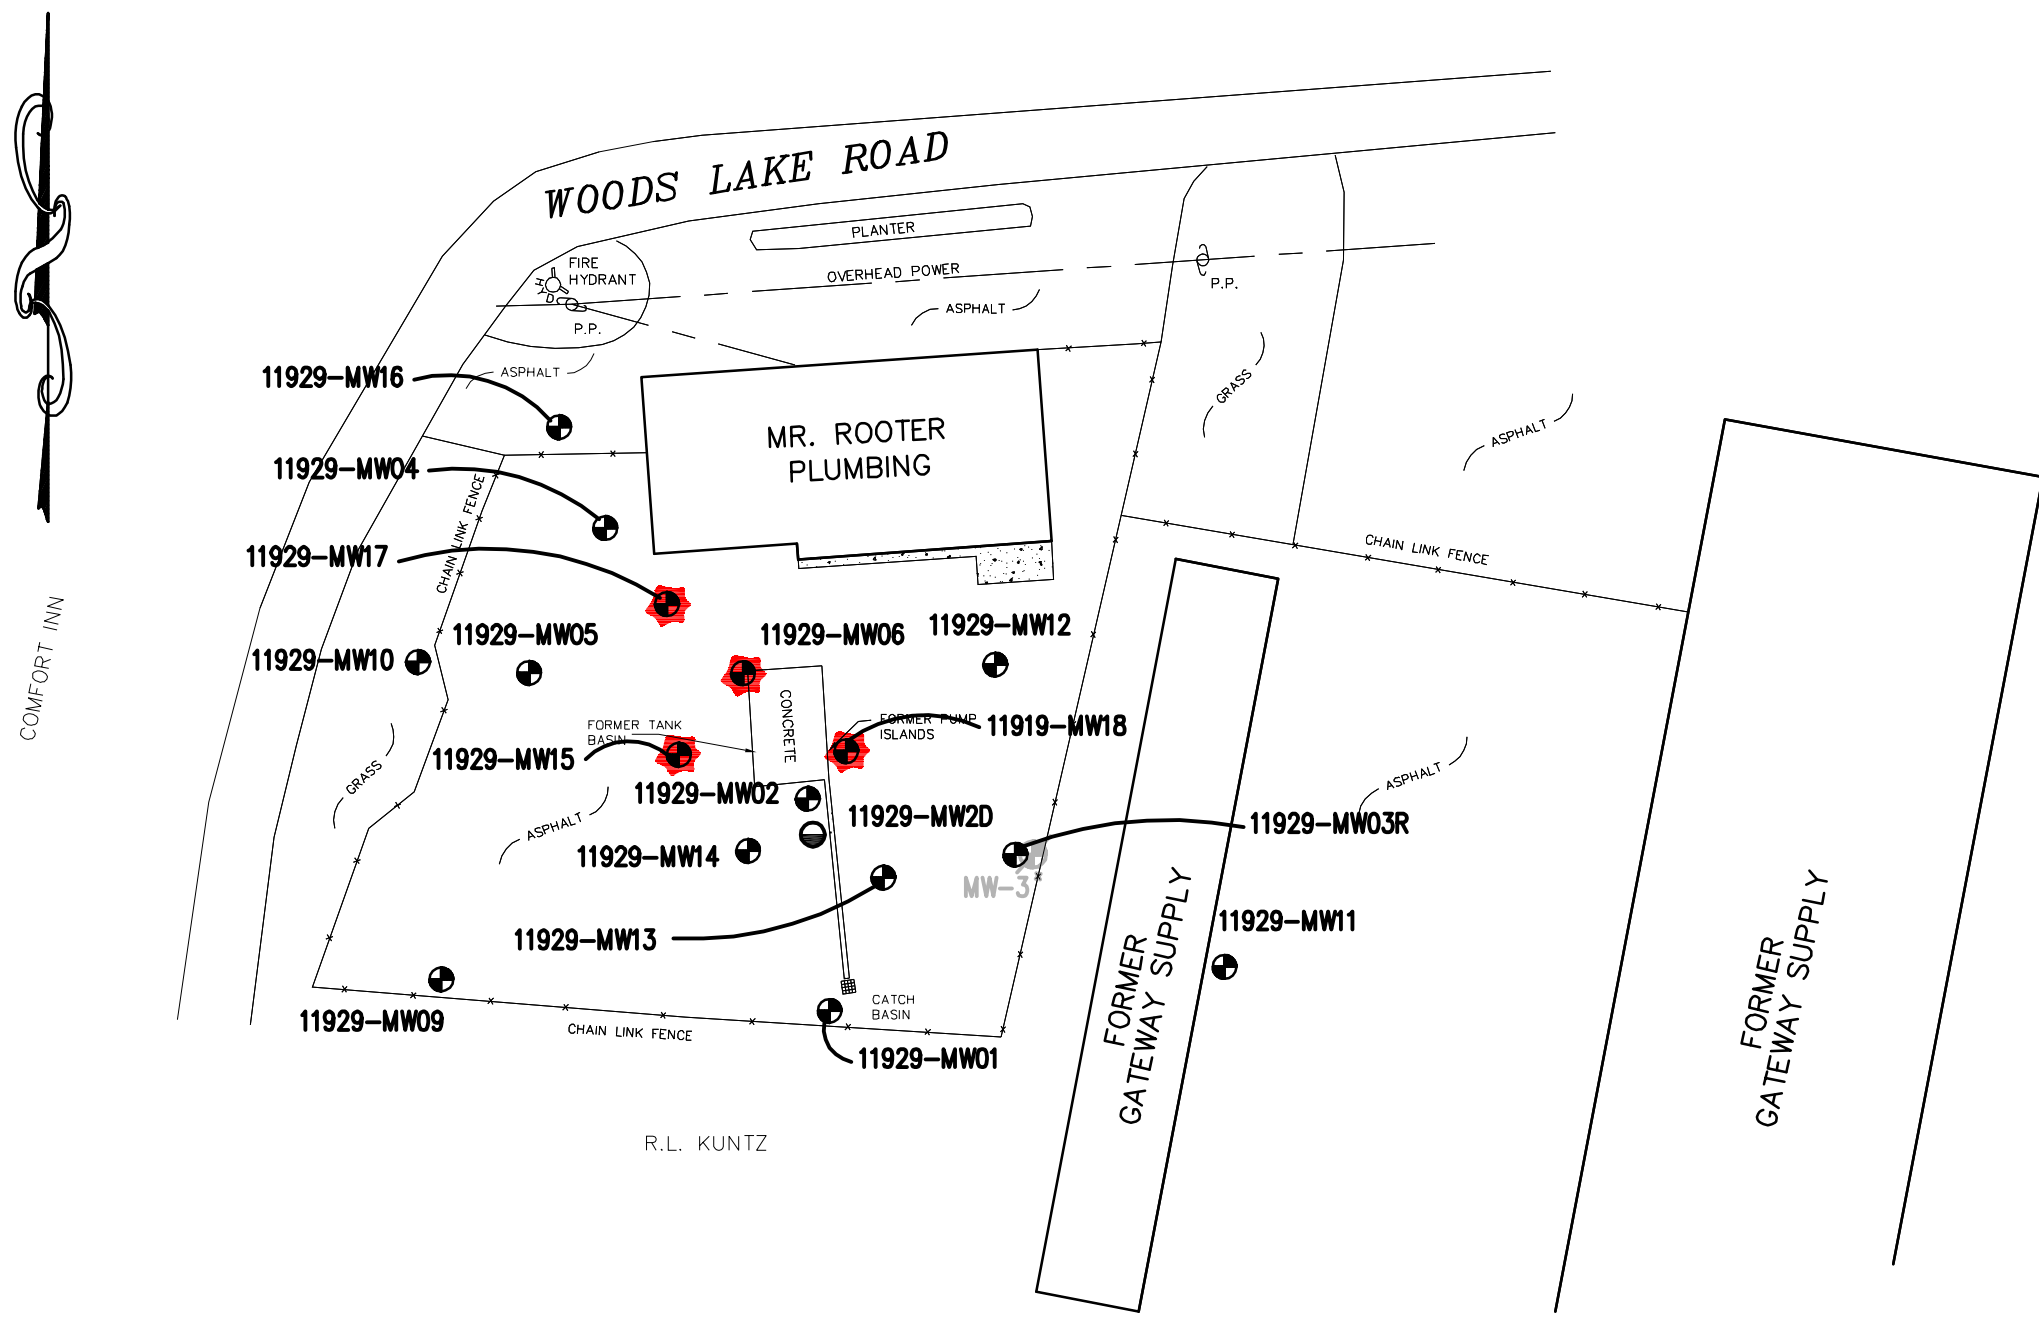 WOODS LAKE ROAD
PLANTER
FIRE
HYDRANT
HYD
OVERHEAD POWER
P.P.
P.P.
ASPHALT
ASPHALT
GRASS
11929-MW16
MR. ROOTER
PLUMBING
ASPHALT
11929-MW04
CHAIN LINK FENCE
11929-MW17
CHAIN LINK FENCE
COMFORT INN
11929-MW05
11929-MW06
11929-MW12
11929-MW10
CONCRETE
FORMER TANK
BASIN
FORMER PUMP
ISLANDS
11919-MW18
11929-MW15
GRASS
ASPHALT
11929-MW02
11929-MW2D
11929-MW03R
ASPHALT
11929-MW14
MW-3
11929-MW13
11929-MW11
FORMER
GATEWAY SUPPLY
FORMER
GATEWAY SUPPLY
11929-MW09
CATCH
BASIN
CHAIN LINK FENCE
11929-MW01
R.L. KUNTZ